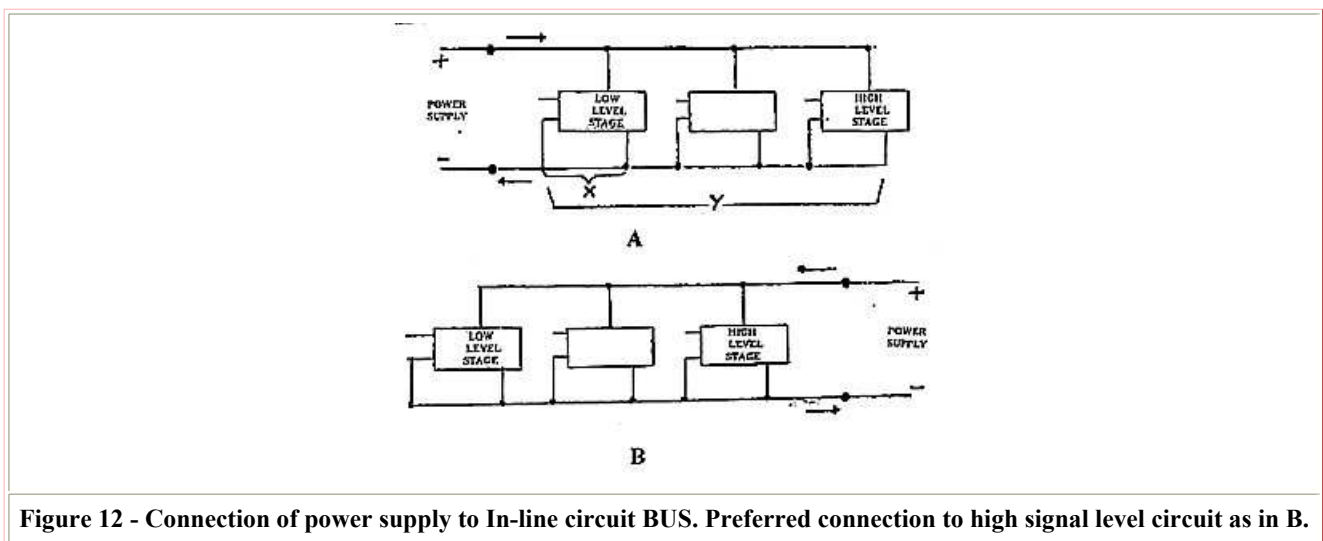 +
POWER
SUPPLY
-
LOW
LEVEL
STAGE
HIGH
LEVEL
STAGE
X
Y
A
LOW
LEVEL
STAGE
HIGH
LEVEL
STAGE
+
POWER
SUPPLY
-
B
Figure 12 - Connection of power supply to In-line circuit BUS. Preferred connection to high signal level circuit as in B.